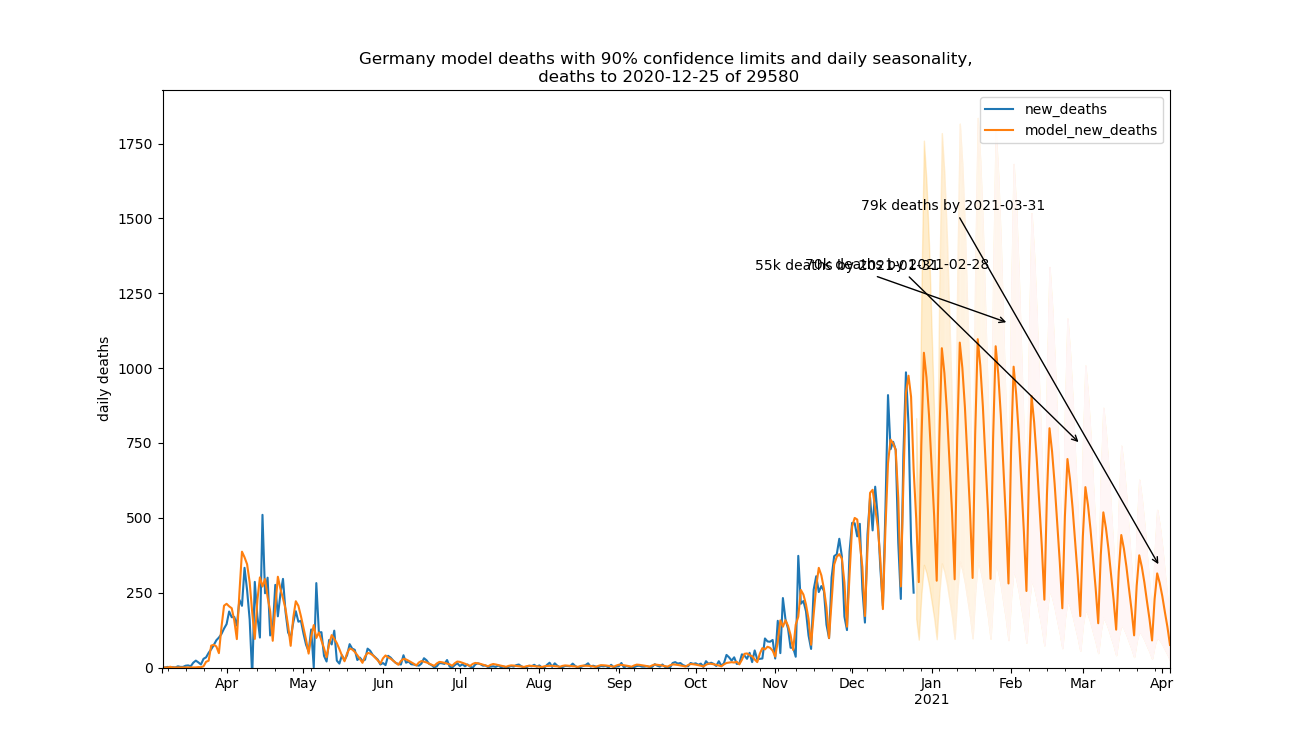 Germany model deaths with 90% confidence limits and daily seasonality,
deaths to 2020-12-25 of 29580
new_deaths
model_new_deaths
1750
79k deaths by 2021-03-31
1500
55k deaths by 2021-01-31
70k deaths by 2021-02-28
1250
1000
daily deaths
750
500
250
0
Apr May Jun Jul Aug Sep Oct Nov Dec Jan Feb Mar Apr
2021